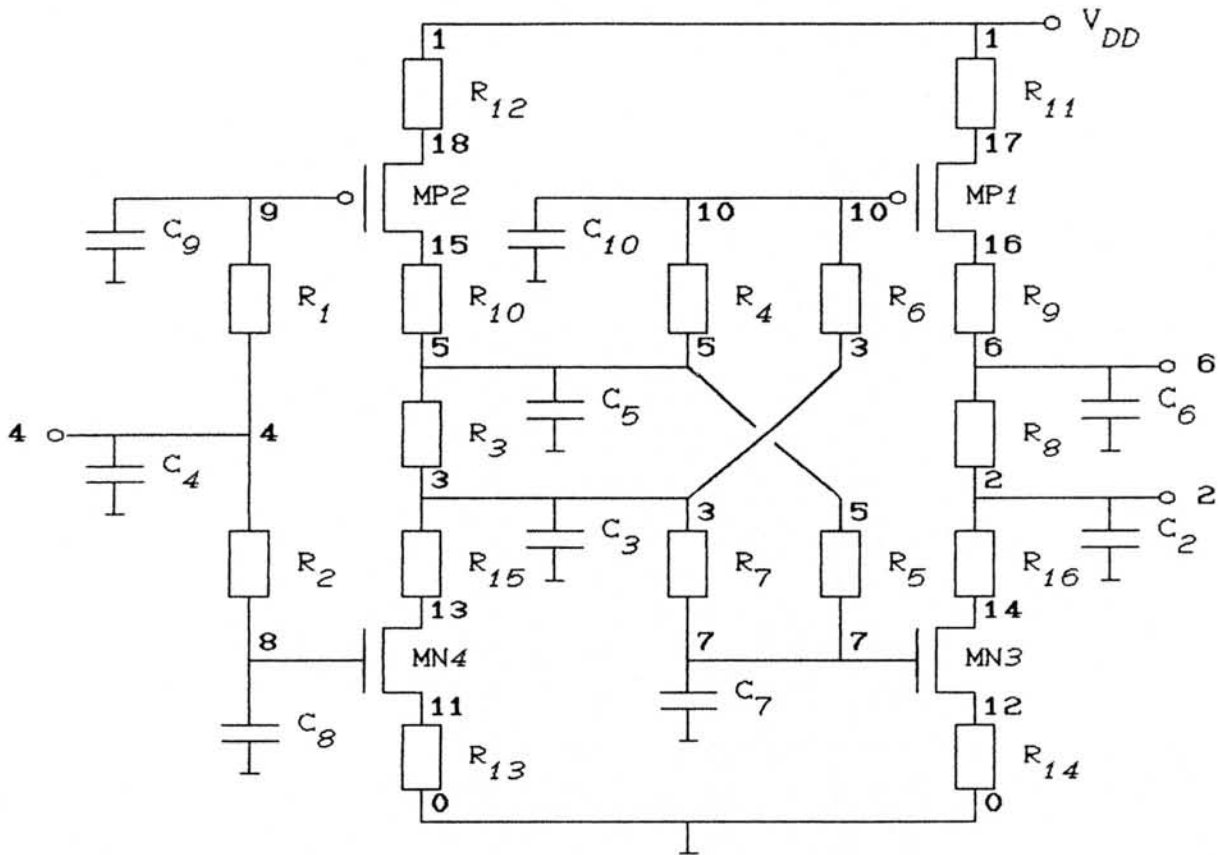 1 1 V_DD
R_12 R_11
18 17
9 MP2 10 10 MP1
C_9 15 C_10 16
R_1 R_10 R_4 R_6 R_9
5 5 3 6 6
C_5 C_6
4 4 R_3 R_8
C_4 3 2 2
3 5
R_2 R_15 C_3 R_7 R_5 R_16 C_2
13 14
8 MN4 7 7 MN3
C_8 11 C_7 12
R_13 R_14
0 0